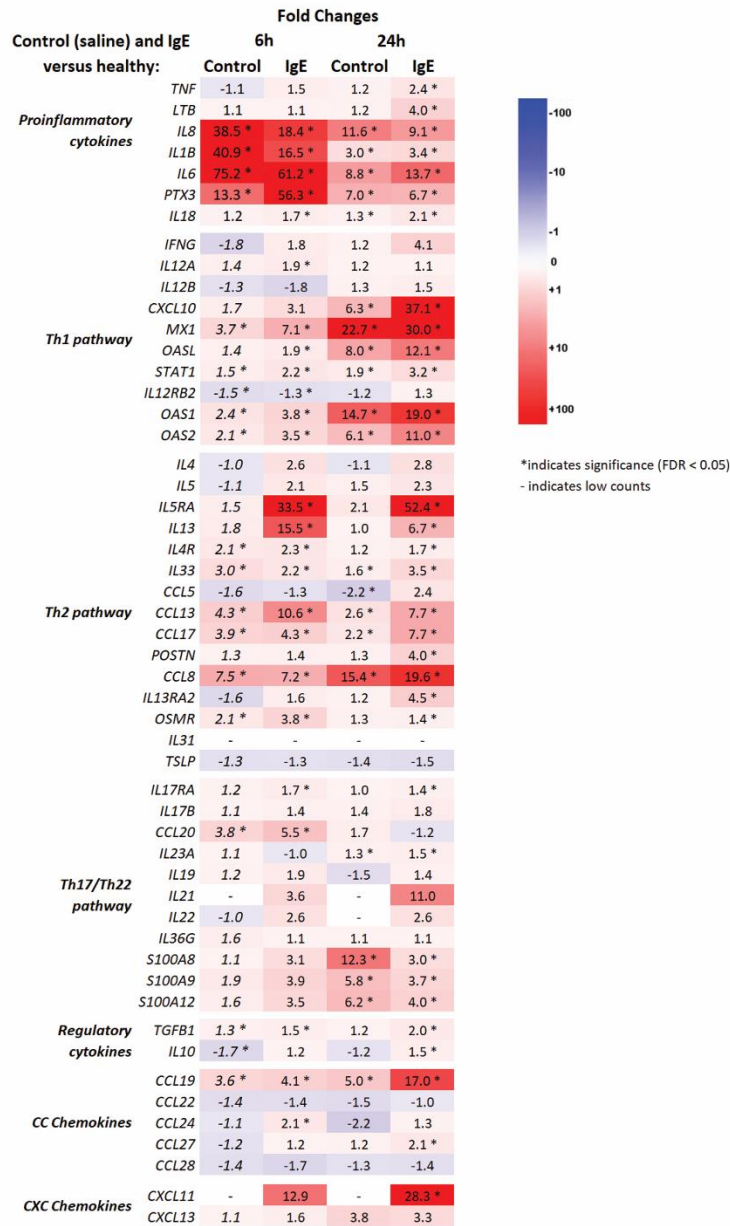 Fold Changes
Control (saline) and IgE 6h 24h
versus healthy: Control IgE Control IgE
TNF -1.1 1.5 1.2 2.4 *
LTB 1.1 1.1 1.2 4.0 *
Proinflammatory IL8 38.5 * 18.4 * 11.6 * 9.1 *
cytokines IL1B 40.9 * 16.5 * 3.0 * 3.4 *
IL6 75.2 * 61.2 * 8.8 * 13.7 *
PTX3 13.3 * 56.3 * 7.0 * 6.7 *
IL18 1.2 1.7 * 1.3 * 2.1 *
IFNG -1.8 1.8 1.2 4.1
IL12A 1.4 1.9 * 1.2 1.1
IL12B -1.3 -1.8 1.3 1.5
CXCL10 1.7 3.1 6.3 * 37.1 *
Th1 pathway MX1 3.7 * 7.1 * 22.7 * 30.0 *
OASL 1.4 1.9 * 8.0 * 12.1 *
STAT1 1.5 * 2.2 * 1.9 * 3.2 *
IL12RB2 -1.5 * -1.3 * -1.2 1.3
OAS1 2.4 * 3.8 * 14.7 * 19.0 *
OAS2 2.1 * 3.5 * 6.1 * 11.0 *
IL4 -1.0 2.6 -1.1 2.8
IL5 -1.1 2.1 1.5 2.3
IL5RA 1.5 33.5 * 2.1 52.4 *
IL13 1.8 15.5 * 1.0 6.7 *
IL4R 2.1 * 2.3 * 1.2 1.7 *
IL33 3.0 * 2.2 * 1.6 * 3.5 *
CCL5 -1.6 -1.3 -2.2 * 2.4
Th2 pathway CCL13 4.3 * 10.6 * 2.6 * 7.7 *
CCL17 3.9 * 4.3 * 2.2 * 7.7 *
POSTN 1.3 1.4 1.3 4.0 *
CCL8 7.5 * 7.2 * 15.4 * 19.6 *
IL13RA2 -1.6 1.6 1.2 4.5 *
OSMR 2.1 * 3.8 * 1.3 1.4 *
IL31 - - - -
TSLP -1.3 -1.3 -1.4 -1.5
IL17RA 1.2 1.7 * 1.0 1.4 *
IL17B 1.1 1.4 1.4 1.8
CCL20 3.8 * 5.5 * 1.7 -1.2
IL23A 1.1 -1.0 1.3 * 1.5 *
Th17/Th22 IL19 1.2 1.9 -1.5 1.4
pathway IL21 - 3.6 - 11.0
IL22 -1.0 2.6 - 2.6
IL36G 1.6 1.1 1.1 1.1
S100A8 1.1 3.1 12.3 * 3.0 *
S100A9 1.9 3.9 5.8 * 3.7 *
S100A12 1.6 3.5 6.2 * 4.0 *
Regulatory TGFB1 1.3 * 1.5 * 1.2 2.0 *
cytokines IL10 -1.7 * 1.2 -1.2 1.5 *
CCL19 3.6 * 4.1 * 5.0 * 17.0 *
CCL22 -1.4 -1.4 -1.5 -1.0
CC Chemokines CCL24 -1.1 2.1 * -2.2 1.3
CCL27 -1.2 1.2 1.2 2.1 *
CCL28 -1.4 -1.7 -1.3 -1.4
CXC Chemokines CXCL11 - 12.9 - 28.3 *
CXCL13 1.1 1.6 3.8 3.3
-100
-10
-1
0
+1
+10
+100
*indicates significance (FDR < 0.05)
- indicates low counts